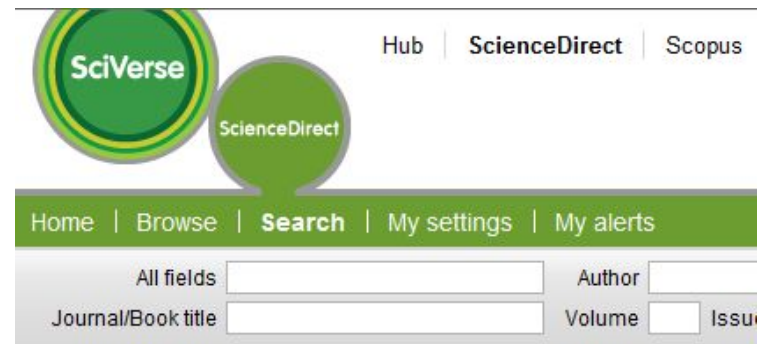 SciVerse
ScienceDirect
Hub | ScienceDirect | Scopus
Home | Browse | Search | My settings | My alerts
All fields Author
Journal/Book title Volume Issu